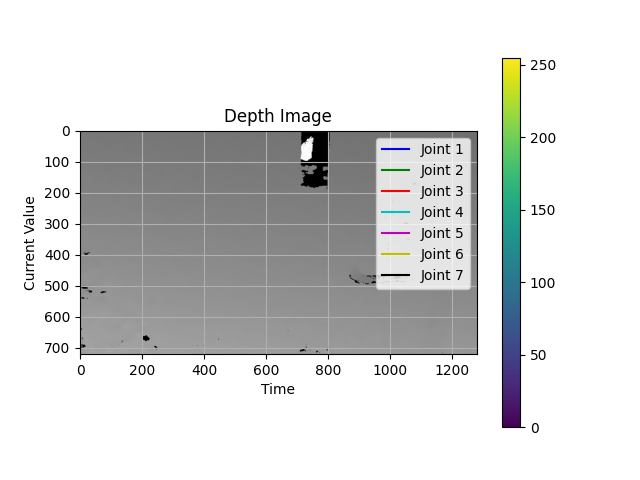 Depth Image
0
100
200
300
400
500
600
700
Current Value
0 200 400 600 800 1000 1200
Time
Joint 1
Joint 2
Joint 3
Joint 4
Joint 5
Joint 6
Joint 7
250
200
150
100
50
0